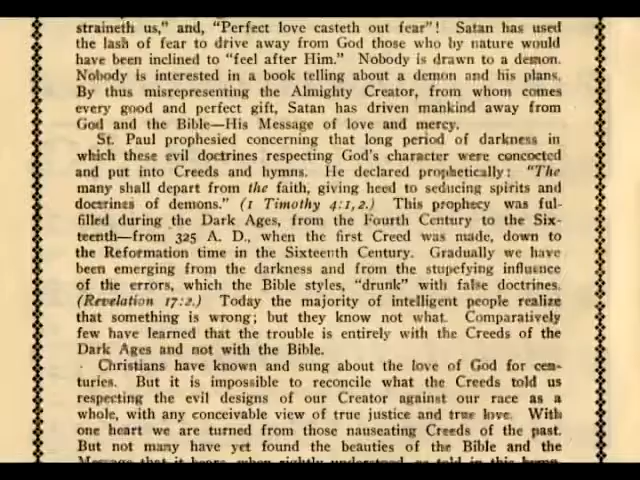 straineth us," and, "Perfect love casteth out fear"! Satan has used
the lash of fear to drive away from God those who by nature would
have been inclined to "feel after Him." Nobody is drawn to a demon.
Nobody is interested in a book telling about a demon and his plans.
By thus misrepresenting the Almighty Creator, from whom comes
every good and perfect gift, Satan has driven mankind away from
God and the Bible—His Message of love and mercy.
St. Paul prophesied concerning that long period of darkness in
which these evil doctrines respecting God's character were concocted
and put into Creeds and hymns. He declared prophetically: "The
many shall depart from the faith, giving heed to seducing spirits and
doctrines of demons." (1 Timothy 4:1,2.) This prophecy was ful-
filled during the Dark Ages, from the Fourth Century to the Six-
teenth—from 325 A. D., when the first Creed was made, down to
the Reformation time in the Sixteenth Century. Gradually we have
been emerging from the darkness and from the stupefying influence
of the errors, which the Bible styles, "drunk" with false doctrines.
(Revelation 17:2.) Today the majority of intelligent people realize
that something is wrong; but they know not what. Comparatively
few have learned that the trouble is entirely with the Creeds of the
Dark Ages and not with the Bible.
Christians have known and sung about the love of God for cen-
turies. But it is impossible to reconcile what the Creeds told us
respecting the evil designs of our Creator against our race as a
whole, with any conceivable view of true justice and true love. With
one heart we are turned from those nauseating Creeds of the past.
But not many have yet found the beauties of the Bible and the
Message that it bears, when rightly understood, as told in this hymn